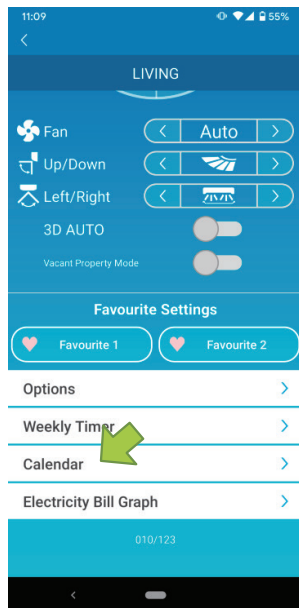 11:09 55%
LIVING
Fan Auto
Up/Down
Left/Right
3D AUTO
Vacant Property Mode
Favourite Settings
Favourite 1 Favourite 2
Options
Weekly Timer
Calendar
Electricity Bill Graph
010/123